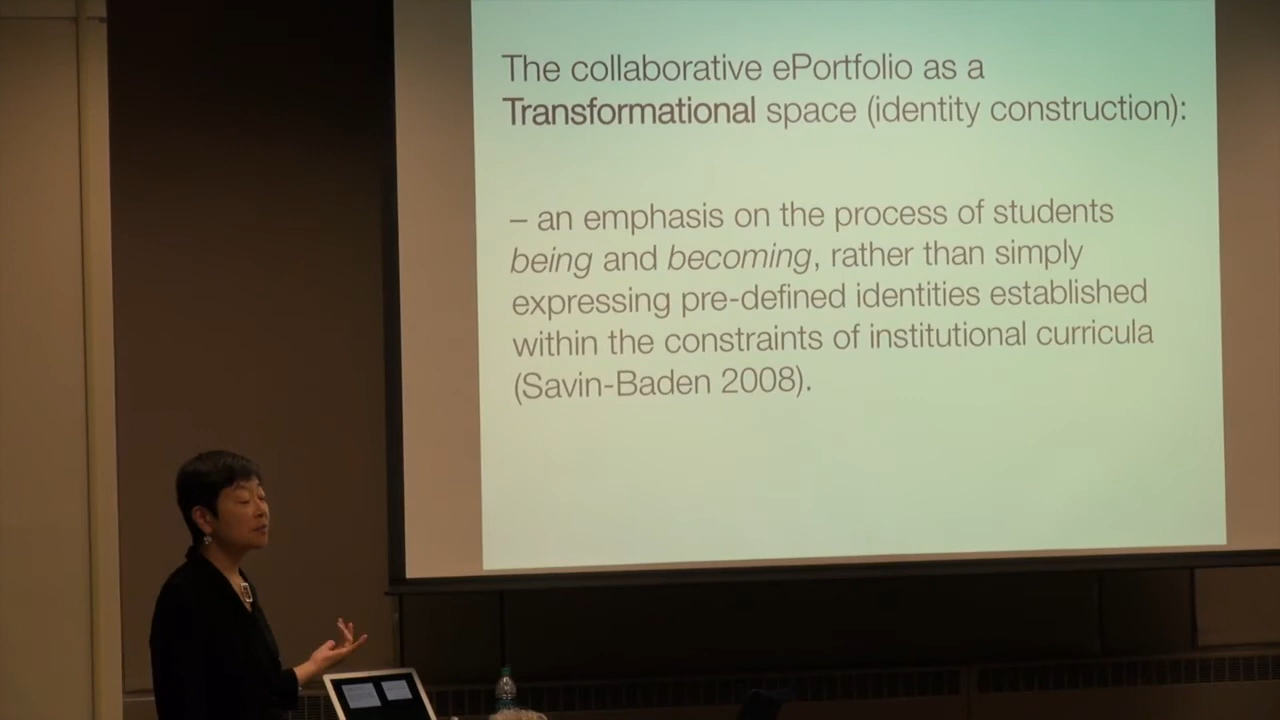 The collaborative ePortfolio as a
Transformational space (identity construction):
– an emphasis on the process of students
being and becoming, rather than simply
expressing pre-defined identities established
within the constraints of institutional curricula
(Savin-Baden 2008).